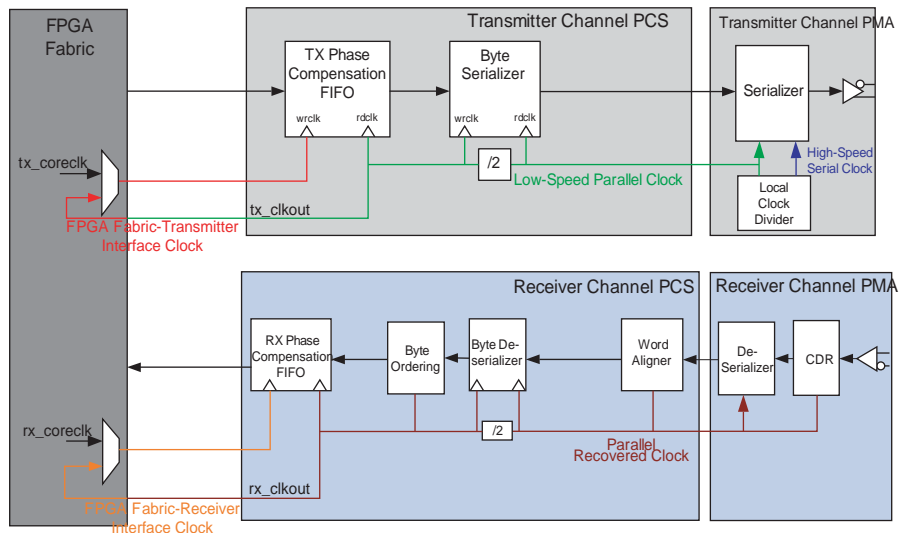 FPGA
Fabric
Transmitter Channel PCS
Transmitter Channel PMA
TX Phase
Compensation
FIFO
wrclk
rdclk
Byte
Serializer
wrclk
rdclk
Serializer
tx_coreclk
/2
Low-Speed Parallel Clock
High-Speed
Serial Clock
Local
Clock
Divider
tx_clkout
FPGA Fabric-Transmitter
Interface Clock
Receiver Channel PCS
Receiver Channel PMA
RX Phase
Compensation
FIFO
Byte
Ordering
Byte De-
serializer
Word
Aligner
De-
Serializer
CDR
rx_coreclk
/2
Parallel
Recovered Clock
rx_clkout
FPGA Fabric-Receiver
Interface Clock